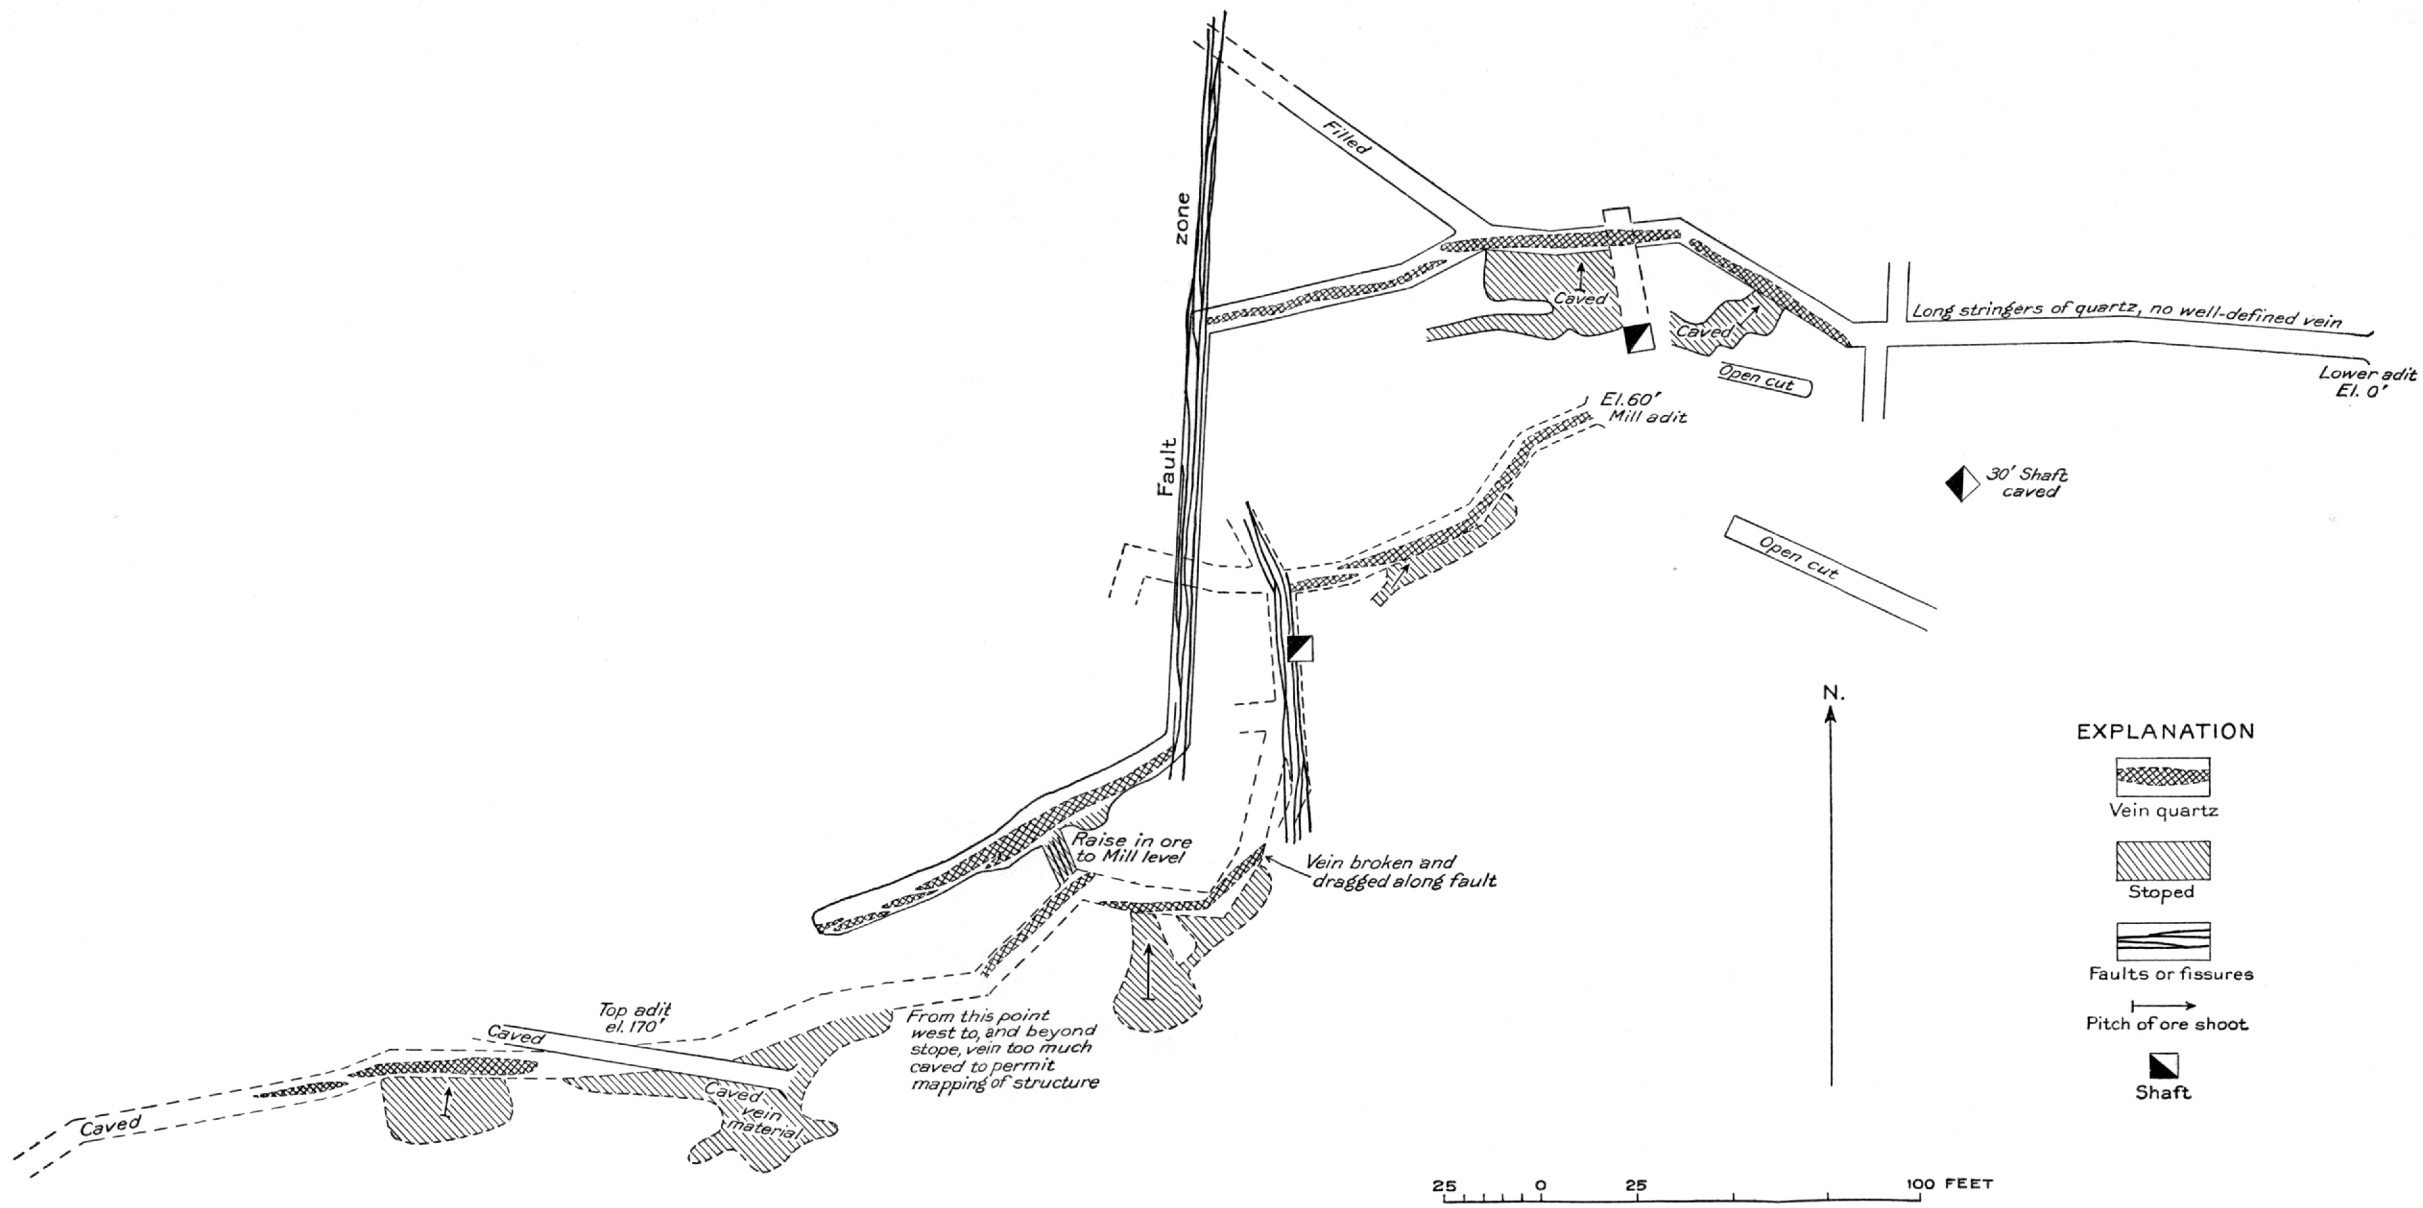 Filled
zone
Fault
Caved
Caved
Long stringers of quartz, no well-defined vein
Lower adit
El. 0'
Open cut
El. 60'
Mill adit
30' Shaft
caved
Open cut
Raise in ore
to Mill level
Vein broken and
dragged along fault
From this point
west to, and beyond
stope, vein too much
caved to permit
mapping of structure
Top adit
el. 170'
Caved
Caved
vein
material
Caved
N.
EXPLANATION
Vein quartz
Stoped
Faults or fissures
Pitch of ore shoot
Shaft
25 0 25 100 FEET